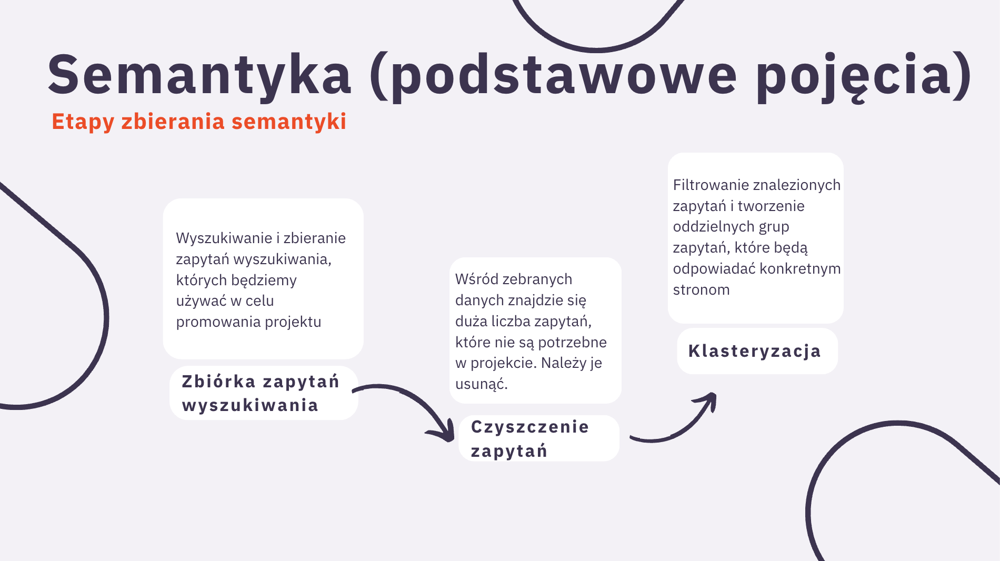 Semantyka (podstawowe pojęcia)
Etapy zbierania semantyki
Wyszukiwanie i zbieranie
zapytań wyszukiwania,
których będziemy
używać w celu
promowania projektu
Zbiórka zapytań
wyszukiwania
Wśród zebranych
danych znajdzie się
duża liczba zapytań,
które nie są potrzebne
w projekcie. Należy je
usunąć.
Czyszczenie
zapytań
Filtrowanie znalezionych
zapytań i tworzenie
oddzielnych grup
zapytań, które będą
odpowiadać konkretnym
stronom
Klasteryzacja